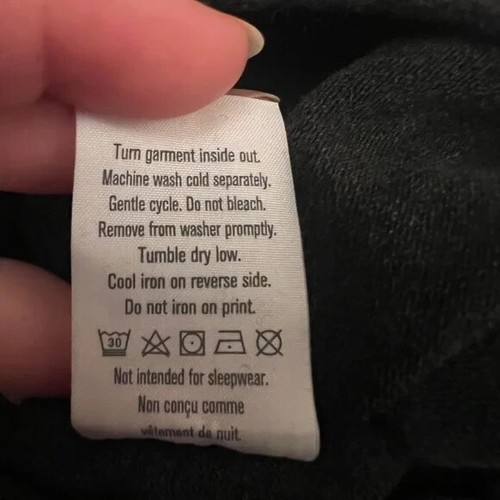 Turn garment inside out.
Machine wash cold separately.
Gentle cycle. Do not bleach.
Remove from washer promptly.
Tumble dry low.
Cool iron on reverse side.
Do not iron on print.
30
Not intended for sleepwear.
Non conçu comme
vêtement de nuit.